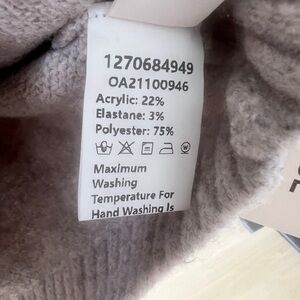 1270684949
OA21100946
Acrylic: 22%
Elastane: 3%
Polyester: 75%
Maximum
Washing
Temperature For
Hand Washing Is